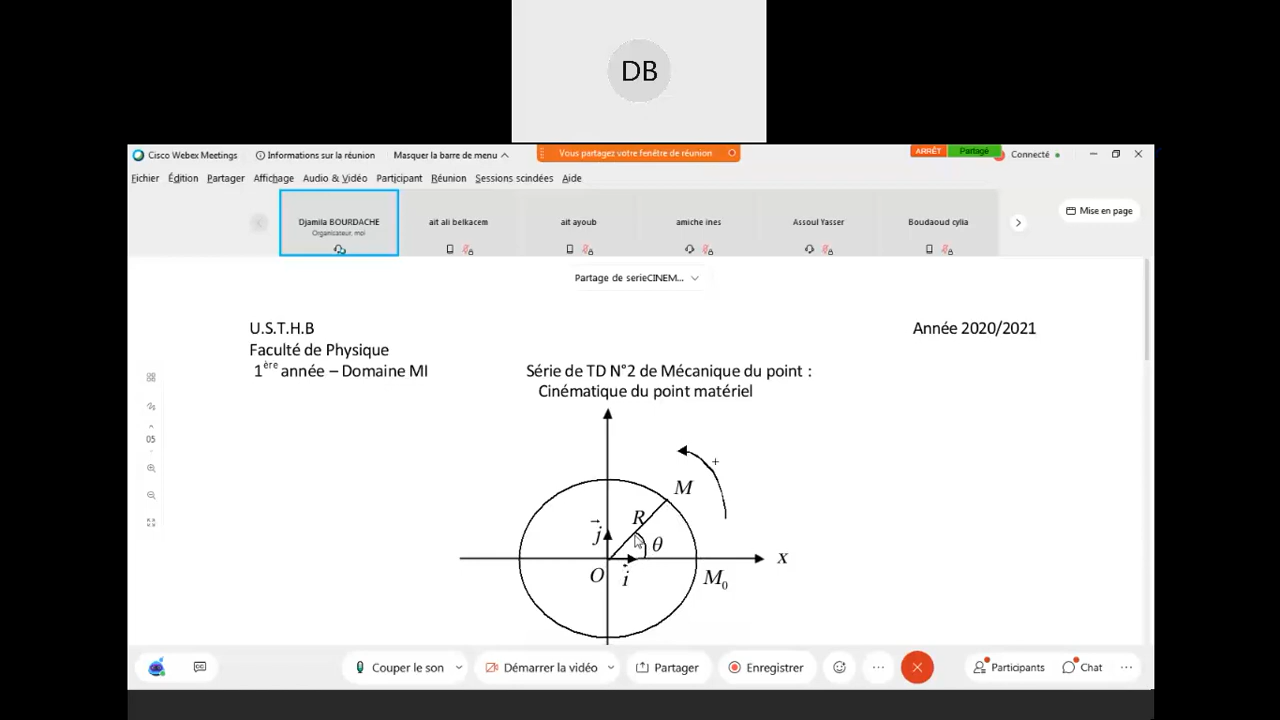 DB
Cisco Webex Meetings
Informations sur la réunion
Masquer la barre de menu
Vous partagez votre fenêtre de réunion
ARRÊT
Partagé
Connecté
Fichier Édition Partager Affichage Audio & Vidéo Participant Réunion Sessions scindées Aide
Djamila BOURDACHE
Organisateur, moi
ait ali belkacem
ait ayoub
amiche ines
Assoul Yasser
Boudaoud cylia
Mise en page
Partage de serieCINEM...
U.S.T.H.B
Année 2020/2021
Faculté de Physique
1ère année – Domaine MI
Série de TD N°2 de Mécanique du point :
Cinématique du point matériel
05
+
M
R
j
θ
x
O
i
M0
Couper le son
Démarrer la vidéo
Partager
Enregistrer
Participants
Chat